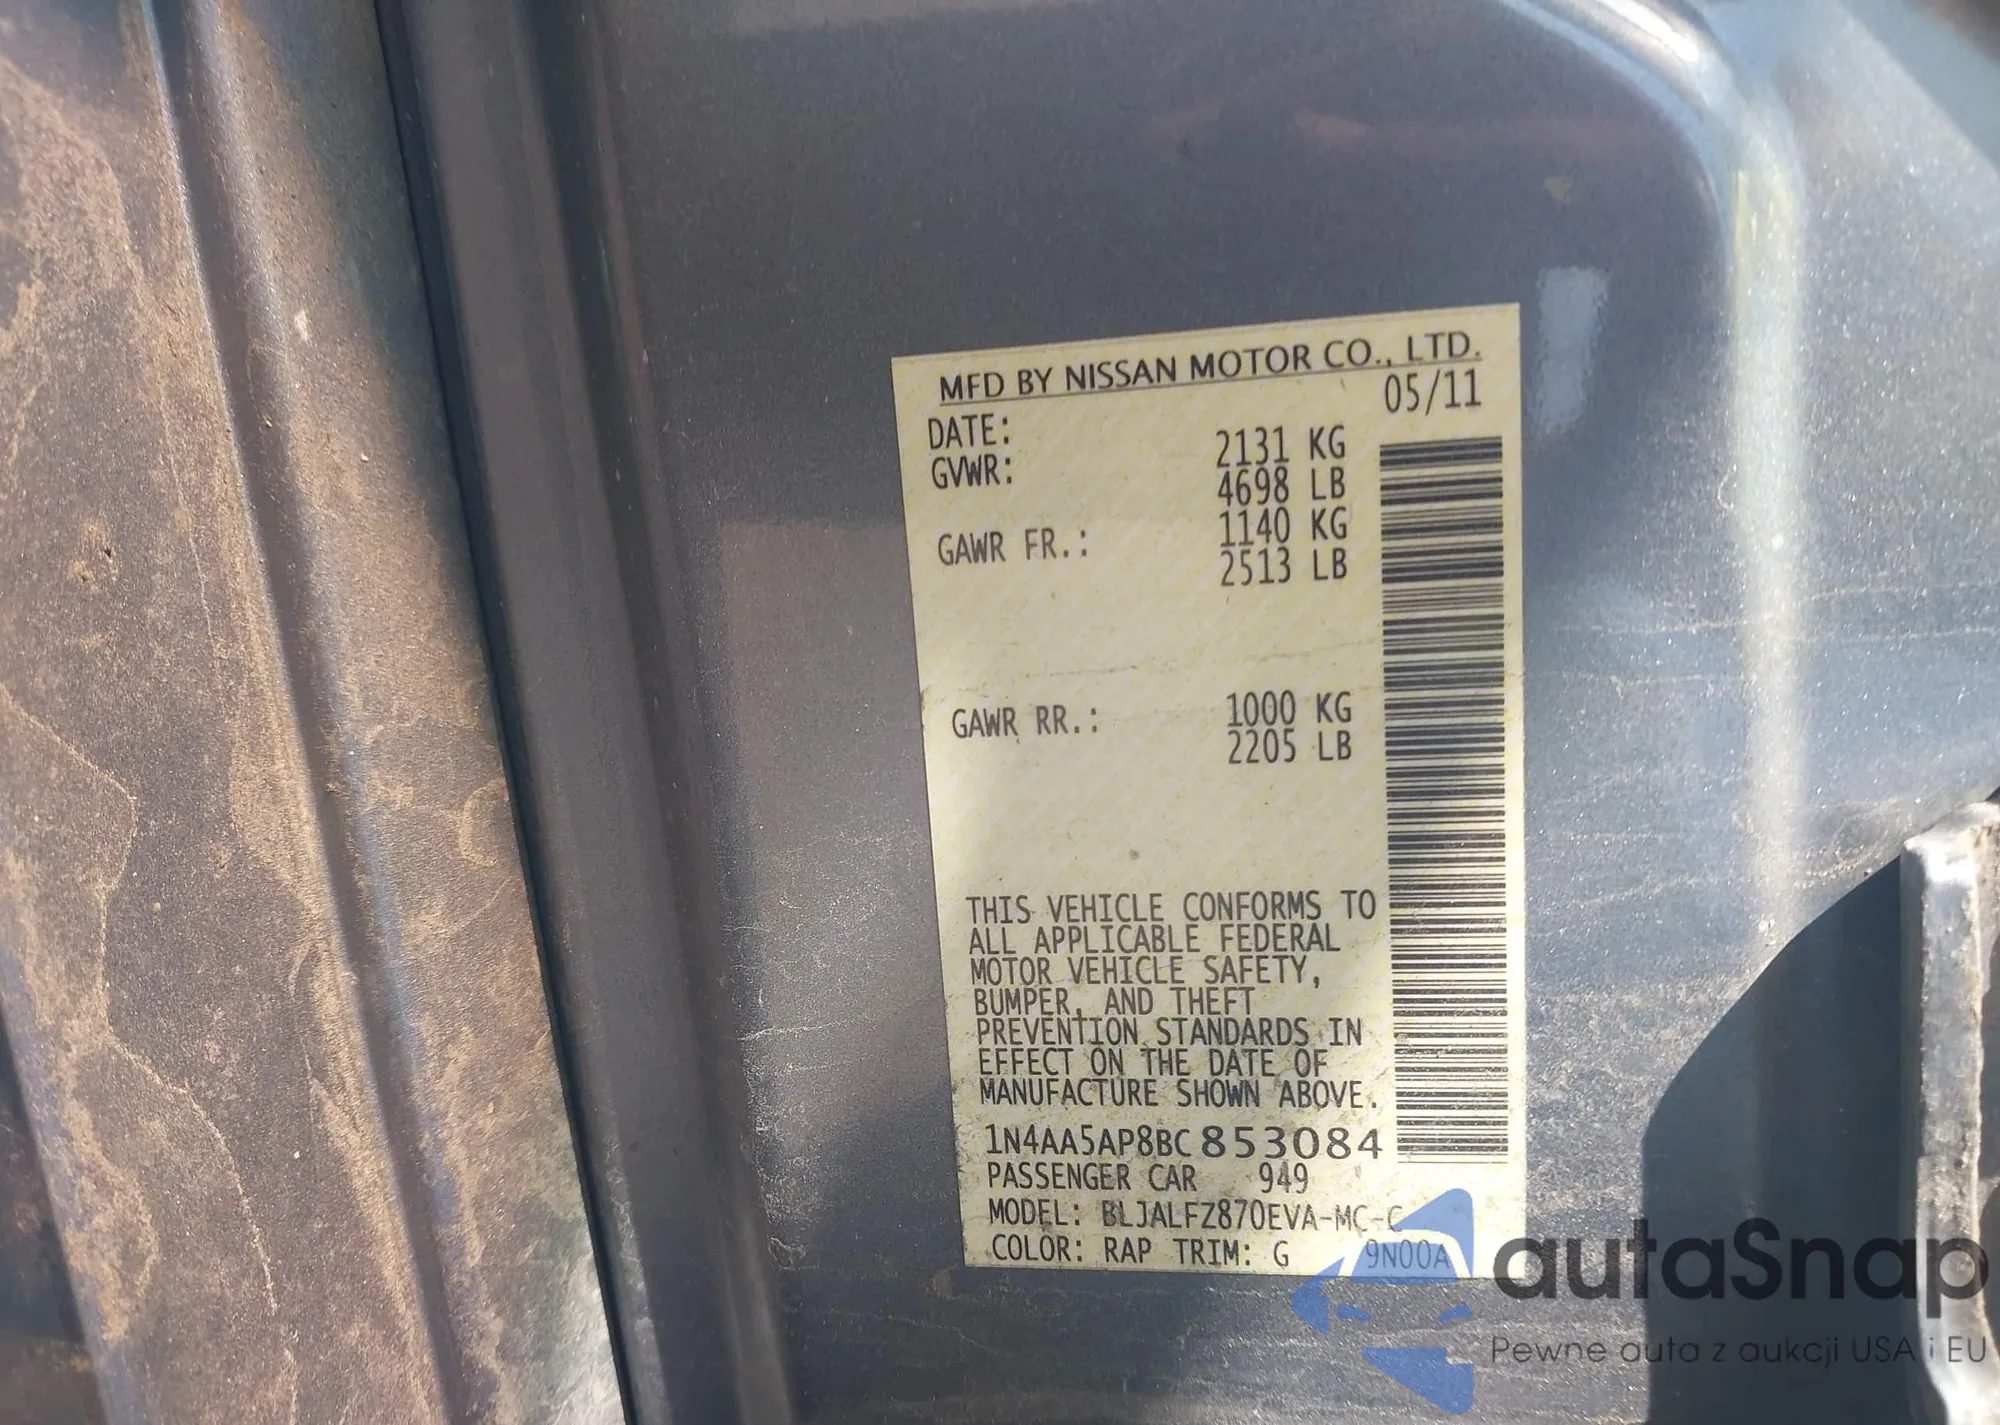 MFD BY NISSAN MOTOR CO., LTD.
DATE: 05/11
GVWR: 2131 KG
4698 LB
GAWR FR.: 1140 KG
2513 LB
GAWR RR.: 1000 KG
2205 LB
THIS VEHICLE CONFORMS TO
ALL APPLICABLE FEDERAL
MOTOR VEHICLE SAFETY,
BUMPER, AND THEFT
PREVENTION STANDARDS IN
EFFECT ON THE DATE OF
MANUFACTURE SHOWN ABOVE.
1N4AA5AP8BC853084
PASSENGER CAR 949
MODEL: BLJALFZ870EVA-MC-C
COLOR: RAP TRIM: G 9N00A
autaSnap
Pewne auta z aukcji USA i EU